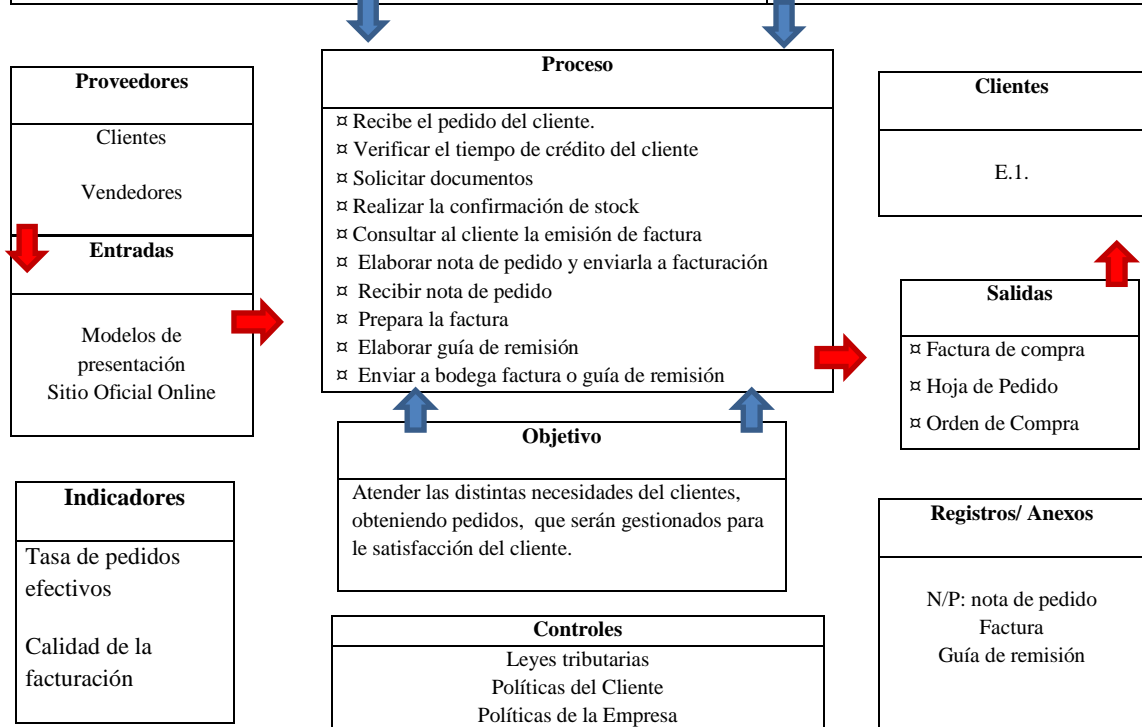 Proveedores
Clientes
Vendedores
Entradas
Modelos de
presentación
Sitio Oficial Online
Indicadores
Tasa de pedidos
efectivos
Calidad de la
facturación
Proceso
¤ Recibe el pedido del cliente.
¤ Verificar el tiempo de crédito del cliente
¤ Solicitar documentos
¤ Realizar la confirmación de stock
¤ Consultar al cliente la emisión de factura
¤ Elaborar nota de pedido y enviarla a facturación
¤ Recibir nota de pedido
¤ Prepara la factura
¤ Elaborar guía de remisión
¤ Enviar a bodega factura o guía de remisión
Objetivo
Atender las distintas necesidades del clientes,
obteniendo pedidos, que serán gestionados para
le satisfacción del cliente.
Controles
Leyes tributarias
Políticas del Cliente
Políticas de la Empresa
Clientes
E.1.
Salidas
¤ Factura de compra
¤ Hoja de Pedido
¤ Orden de Compra
Registros/ Anexos
N/P: nota de pedido
Factura
Guía de remisión